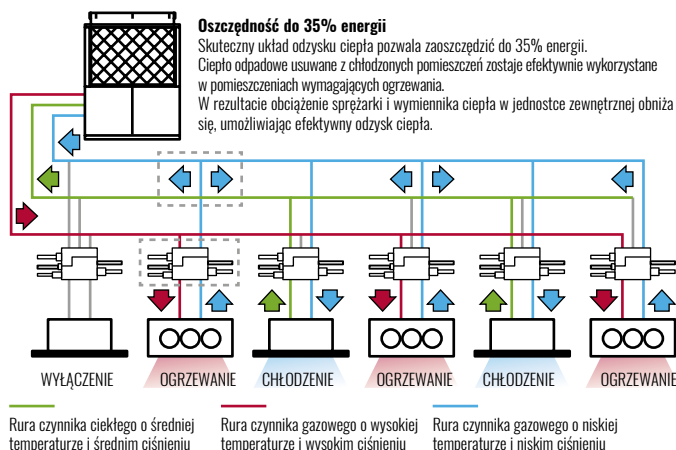 Oszczędność do 35% energii
Skuteczny układ odzysku ciepła pozwala zaoszczędzić do 35% energii.
Ciepło odpadowe usuwane z chłodzonych pomieszczeń zostaje efektywnie wykorzystane
w pomieszczeniach wymagających ogrzewania.
W rezultacie obciążenie sprężarki i wymiennika ciepła w jednostce zewnętrznej obniża
się, umożliwiając efektywny odzysk ciepła.
WYŁĄCZENIE OGRZEWANIE CHŁODZENIE OGRZEWANIE CHŁODZENIE OGRZEWANIE
Rura czynnika ciekłego o średniej
temperaturze i średnim ciśnieniu
Rura czynnika gazowego o wysokiej
temperaturze i wysokim ciśnieniu
Rura czynnika gazowego o niskiej
temperaturze i niskim ciśnieniu